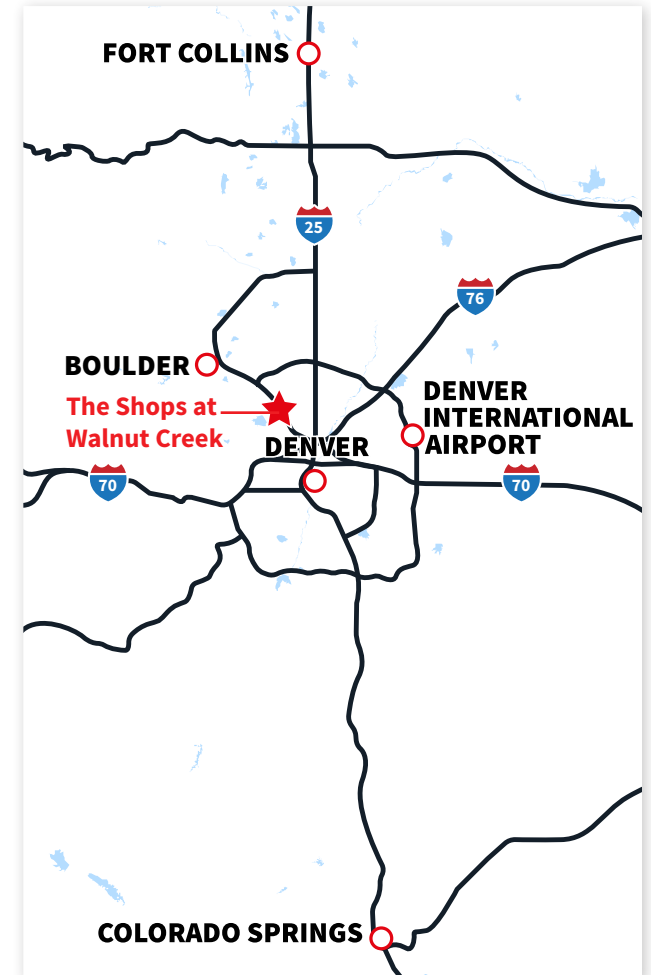 FORT COLLINS
25
76
BOULDER
The Shops at
Walnut Creek
DENVER
INTERNATIONAL
AIRPORT
DENVER
70
70
COLORADO SPRINGS